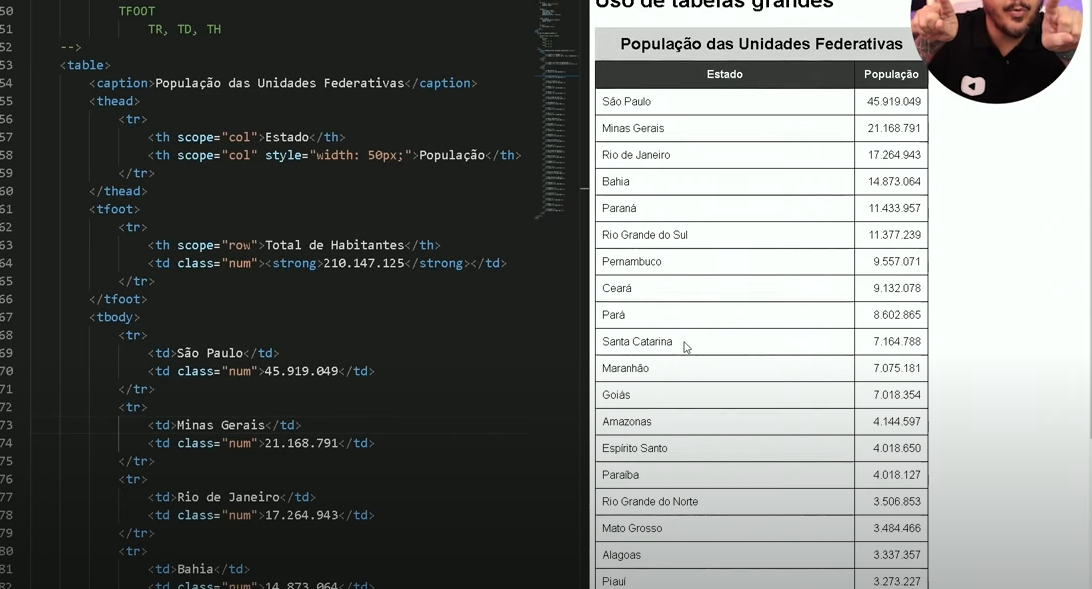 50 TFOOT
51 TR, TD, TH
52 -->
53 <table>
54 <caption>População das Unidades Federativas</caption>
55 <thead>
56 <tr>
57 <th scope="col">Estado</th>
58 <th scope="col" style="width: 50px;">População</th>
59 </tr>
60 </thead>
61 <tfoot>
62 <tr>
63 <th scope="row">Total de Habitantes</th>
64 <td class="num"><strong>210.147.125</strong></td>
65 </tr>
66 </tfoot>
67 <tbody>
68 <tr>
69 <td>São Paulo</td>
70 <td class="num">45.919.049</td>
71 </tr>
72 <tr>
73 <td>Minas Gerais</td>
74 <td class="num">21.168.791</td>
75 </tr>
76 <tr>
77 <td>Rio de Janeiro</td>
78 <td class="num">17.264.943</td>
79 </tr>
80 <tr>
81 <td>Bahia</td>
82 <td class="num">14.873.064</td>
Uso de tabelas grandes
População das Unidades Federativas
Estado População
São Paulo 45.919.049
Minas Gerais 21.168.791
Rio de Janeiro 17.264.943
Bahia 14.873.064
Paraná 11.433.957
Rio Grande do Sul 11.377.239
Pernambuco 9.557.071
Ceará 9.132.078
Pará 8.602.865
Santa Catarina 7.164.788
Maranhão 7.075.181
Goiás 7.018.354
Amazonas 4.144.597
Espírito Santo 4.018.650
Paraíba 4.018.127
Rio Grande do Norte 3.506.853
Mato Grosso 3.484.466
Alagoas 3.337.357
Piauí 3.273.227